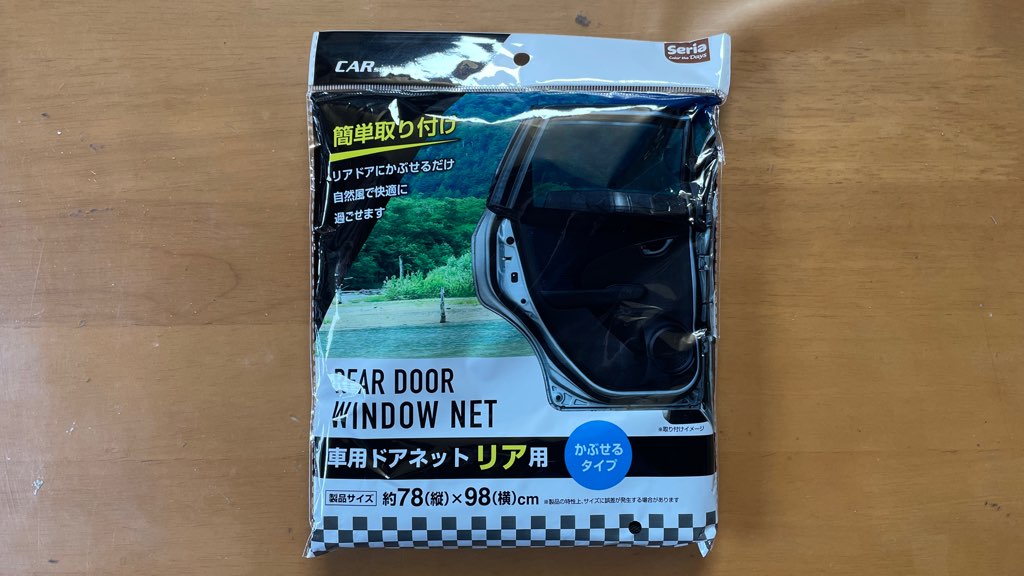 CAR
Seria
Color the Days
簡単取り付け
リアドアにかぶせるだけ
自然風で快適に
過ごせます
REAR DOOR
WINDOW NET
※取り付けイメージ
車用ドアネット リア用
かぶせる
タイプ
製品サイズ 約78(縦)×98(横)cm ※製品の特性上、サイズに誤差が発生する場合があります